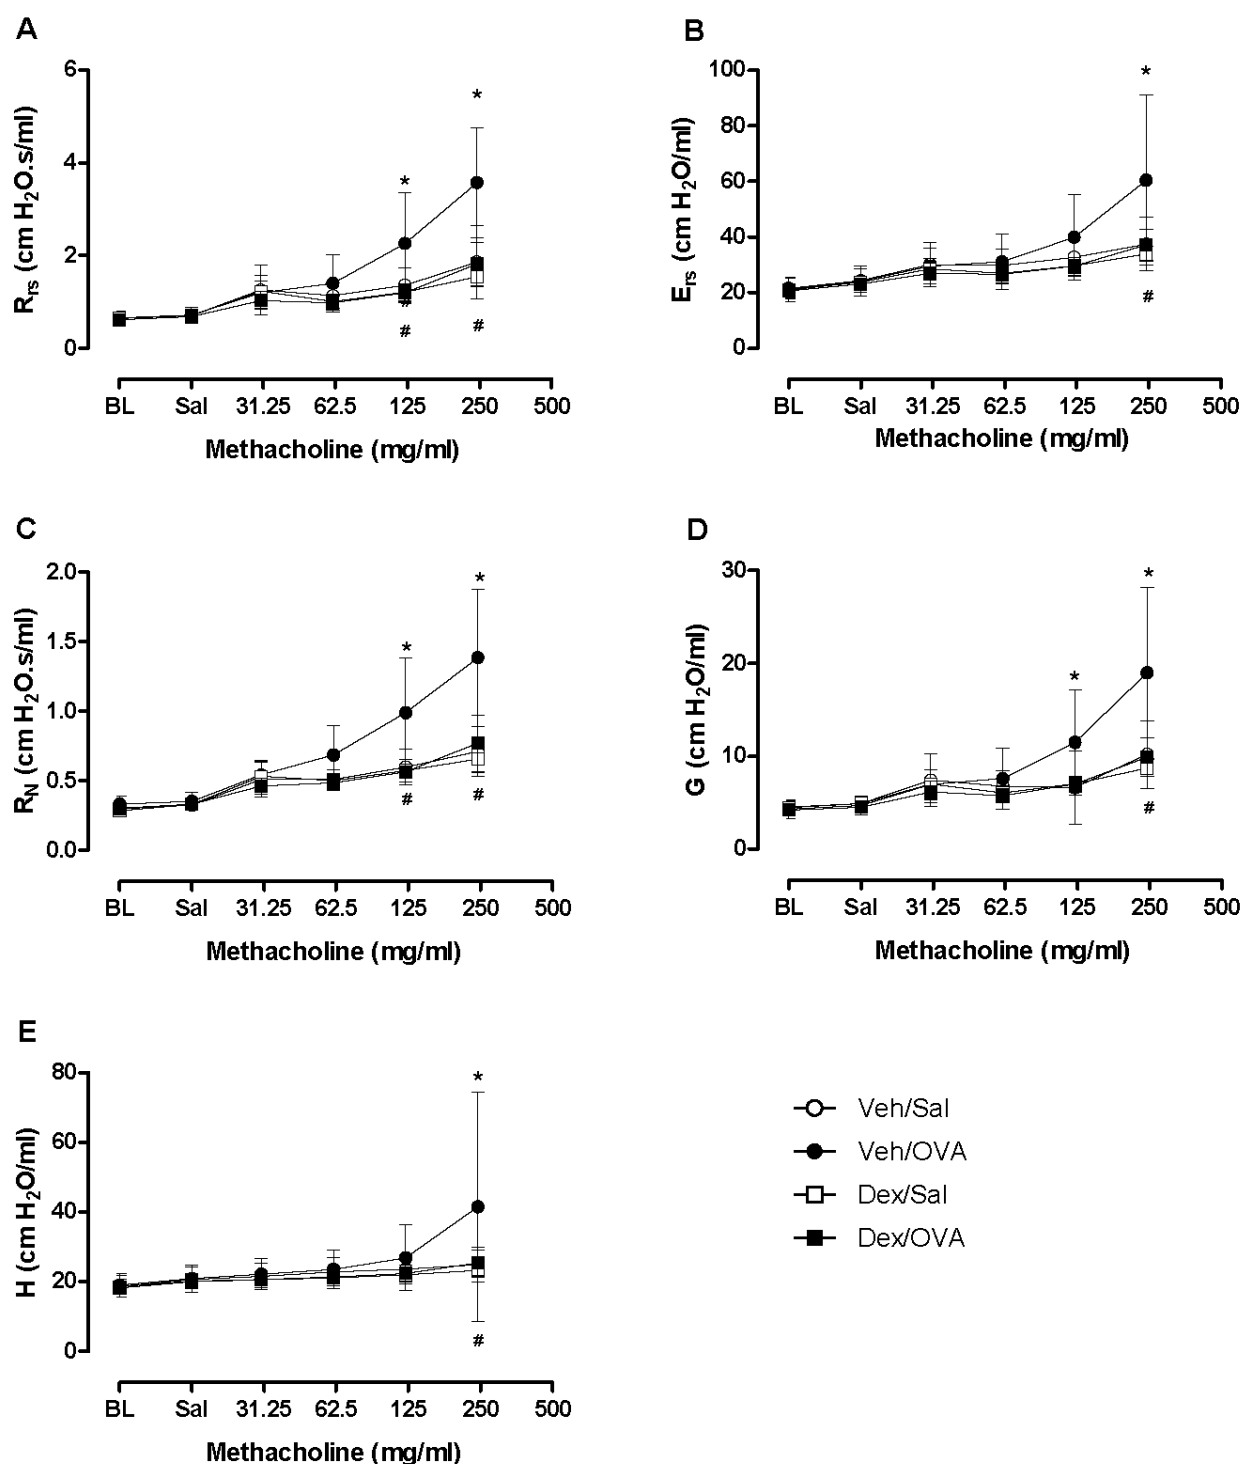 A
6
4
2
0
R_rs (cm H₂O.s/ml)
*
*
#
#
#
BL Sal 31.25 62.5 125 250 500
Methacholine (mg/ml)
B
100
80
60
40
20
0
E_rs (cm H₂O/ml)
*
#
BL Sal 31.25 62.5 125 250 500
Methacholine (mg/ml)
C
2.0
1.5
1.0
0.5
0.0
R_N (cm H₂O.s/ml)
*
*
#
#
BL Sal 31.25 62.5 125 250 500
Methacholine (mg/ml)
D
30
20
10
0
G (cm H₂O/ml)
*
*
#
BL Sal 31.25 62.5 125 250 500
Methacholine (mg/ml)
E
80
60
40
20
0
H (cm H₂O/ml)
*
#
BL Sal 31.25 62.5 125 250 500
Methacholine (mg/ml)
Veh/Sal
Veh/OVA
Dex/Sal
Dex/OVA